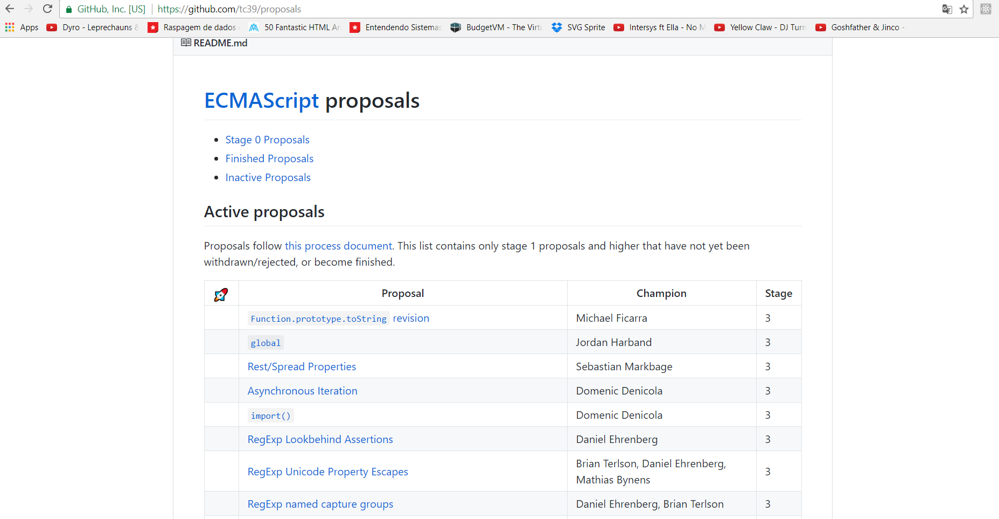 GitHub, Inc. [US] https://github.com/tc39/proposals
Apps Dyro - Leprechauns & Raspagem de dados 50 Fantastic HTML An Entendendo Sistemas BudgetVM - The Virtu SVG Sprite Intersys ft Ella - No M Yellow Claw - DJ Turn Goshfather & Jinco -
README.md
ECMAScript proposals
• Stage 0 Proposals
• Finished Proposals
• Inactive Proposals
Active proposals
Proposals follow this process document. This list contains only stage 1 proposals and higher that have not yet been
withdrawn/rejected, or become finished.
Proposal Champion Stage
Function.prototype.toString revision Michael Ficarra 3
global Jordan Harband 3
Rest/Spread Properties Sebastian Markbage 3
Asynchronous Iteration Domenic Denicola 3
import() Domenic Denicola 3
RegExp Lookbehind Assertions Daniel Ehrenberg 3
RegExp Unicode Property Escapes Brian Terlson, Daniel Ehrenberg, 3
Mathias Bynens
RegExp named capture groups Daniel Ehrenberg, Brian Terlson 3